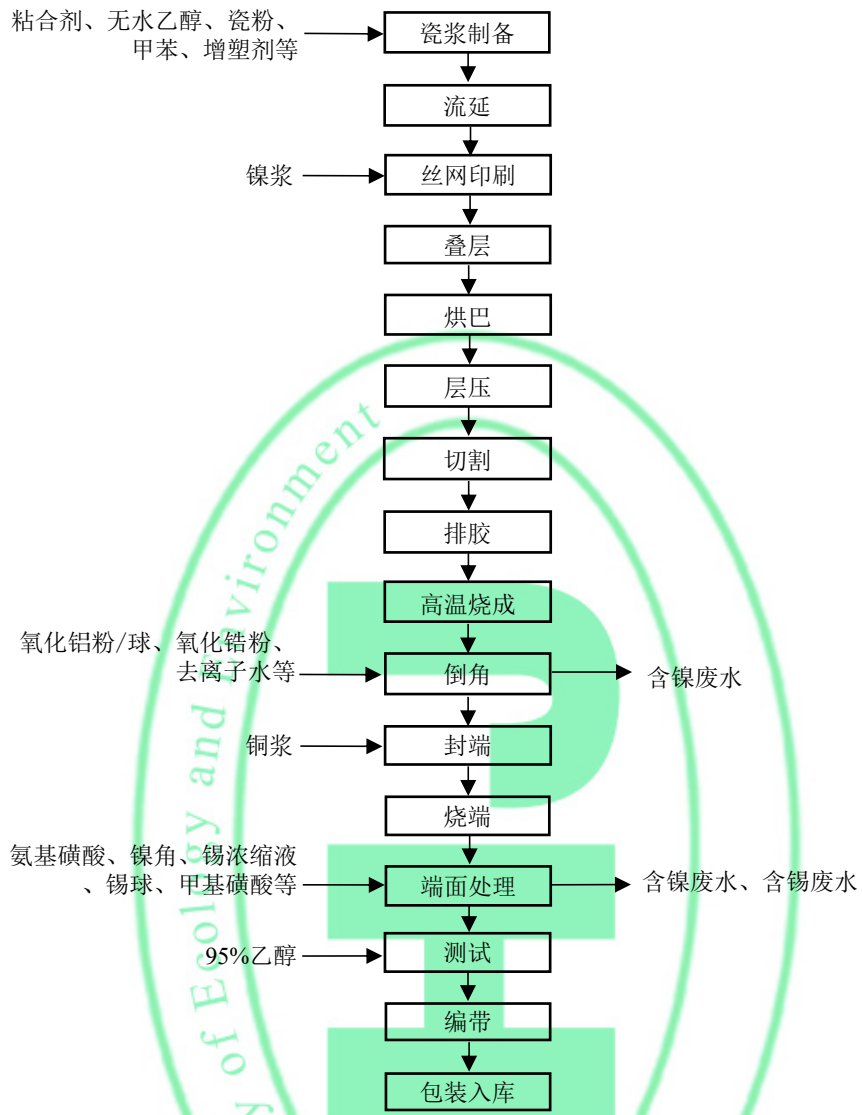 粘合剂、无水乙醇、瓷粉、
甲苯、增塑剂等
瓷浆制备
流延
镍浆
丝网印刷
叠层
烘巴
层压
切割
排胶
高温烧成
氧化铝粉/球、氧化锆粉、
去离子水等
倒角
含镍废水
铜浆
封端
烧端
氨基磺酸、镍角、锡浓缩液
、锡球、甲基磺酸等
端面处理
含镍废水、含锡废水
95%乙醇
测试
编带
包装入库
y of Ecology and Environment